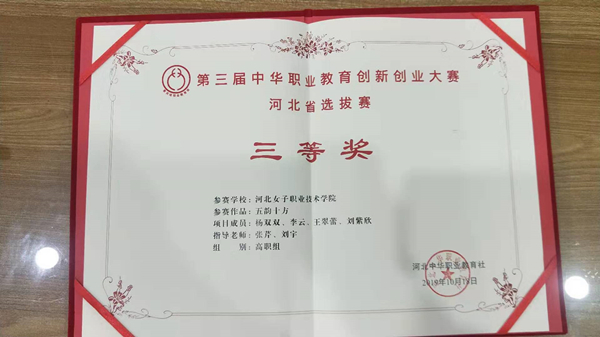 第三届中华职业教育创新创业大赛
河北省选拔赛
三等奖
参赛学校：河北女子职业技术学院
参赛作品：五韵十方
项目成员：杨双双、李云、王翠蕾、刘紫欣
指导老师：张芹、刘宇
组 别：高职组
河北中华职业教育社
2019年10月19日